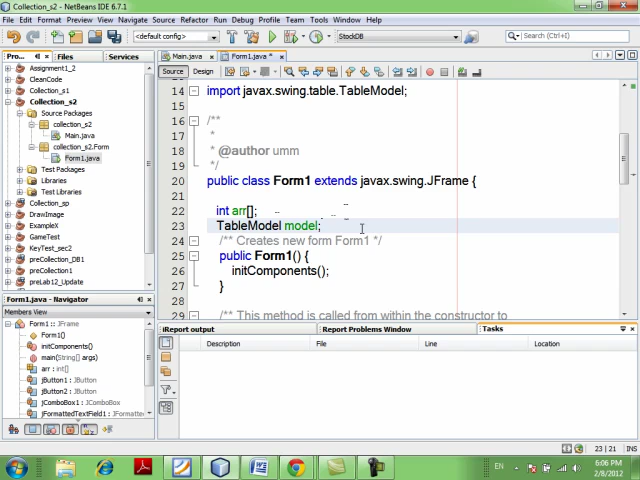 Collection_s2 - NetBeans IDE 6.7.1
File Edit View Navigate Source Refactor Run Debug Profile Team Tools Window Help
<default config> StockDB Search (Ctrl+I)
Pro... Files Services
Main.java Form1.java *
Source Design
Assignment1_2
CleanCode
Collection_s1
Collection_s2
Source Packages
collection_s2
Main.java
collection_s2.Form
Form1.java
Test Packages
Libraries
Test Libraries
Collection_sp
DrawImage
ExampleX
GameTest
KeyTest_sec2
preCollection_DB1
preCollection1
preLab12_Update
14 import javax.swing.table.TableModel;
15
16 /**
17 *
18 * @author umm
19 */
20 public class Form1 extends javax.swing.JFrame {
21
22 int arr[];
23 TableModel model;
24 /** Creates new form Form1 */
25 public Form1() {
26 initComponents();
27 }
28
29 /** This method is called from within the constructor to
Form1.java - Navigator
Members View
Form1 :: JFrame
Form1()
initComponents()
main(String[] args)
arr : int[]
jButton1 : JButton
jButton2 : JButton
jComboBox1 : JComboBox
jFormattedTextField1 : JFormatted
iReport output Report Problems Window Tasks
Description File Line Location
23 | 21 INS
EN 6:06 PM
2/8/2012